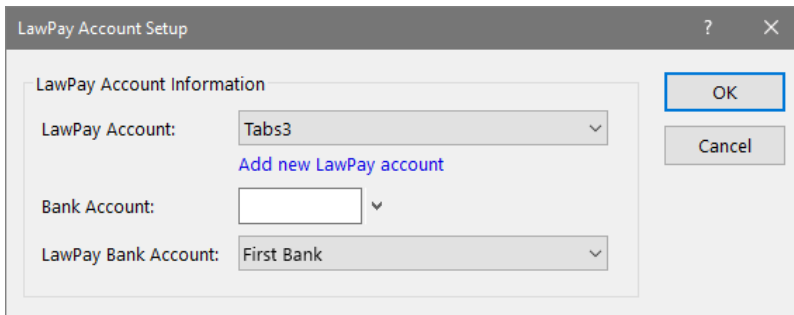 LawPay Account Setup ?
LawPay Account Information
OK
LawPay Account: Tabs3
Cancel
Add new LawPay account
Bank Account:
LawPay Bank Account: First Bank